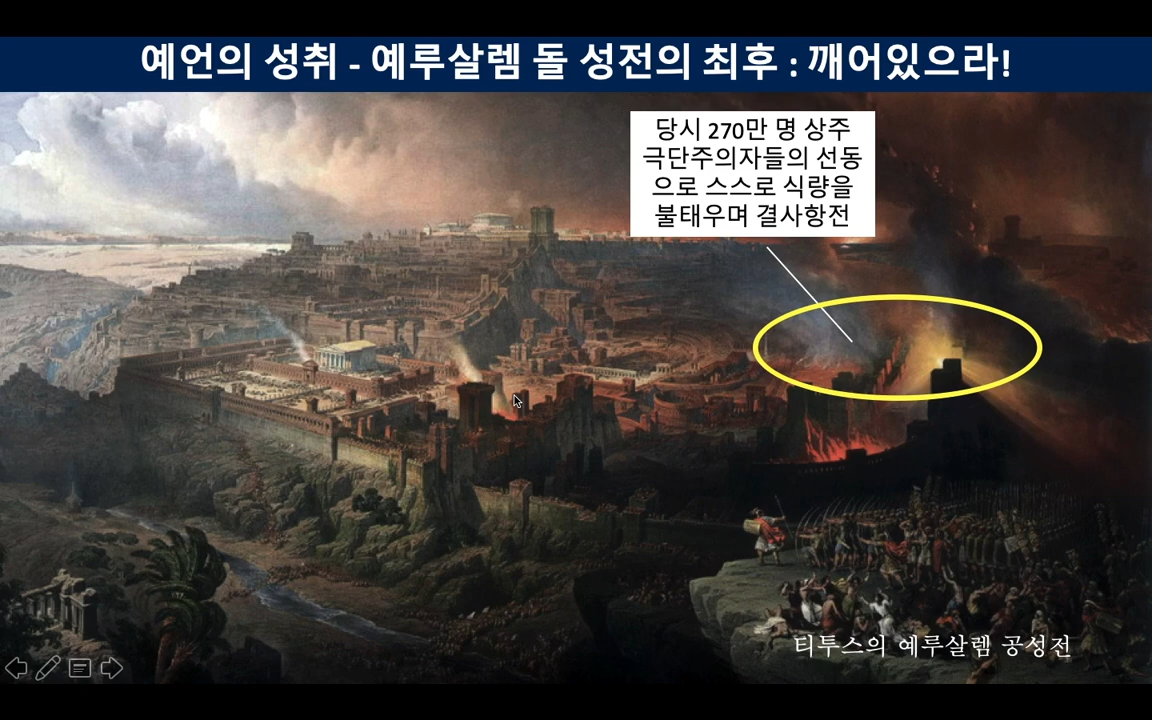 예언의 성취 - 예루살렘 돌 성전의 최후 : 깨어있으라!
당시 270만 명 상주
극단주의자들의 선동
으로 스스로 식량을
불태우며 결사항전
티투스의 예루살렘 공성전